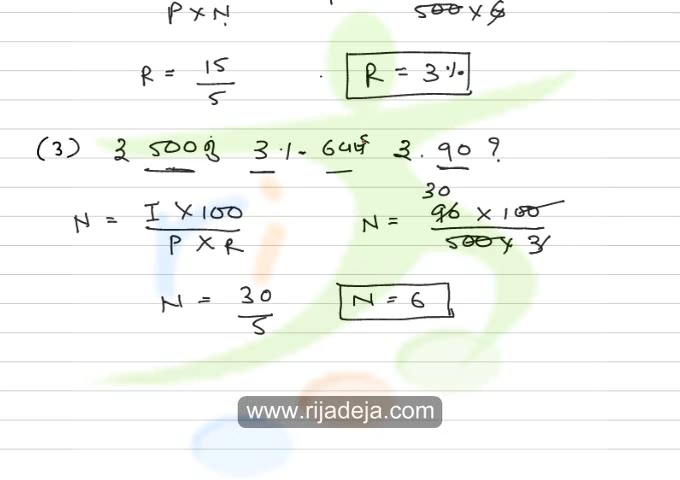 P X N 500 X 6
R = 15/5 R = 3%
(3) રૂ 500નું 3%. 6વર્ષે રૂ. 90 ?
30
N = I X 100 / P X R N = 90 X 100 / 500 X 3
N = 30/5 N = 6
www.rijadeja.com